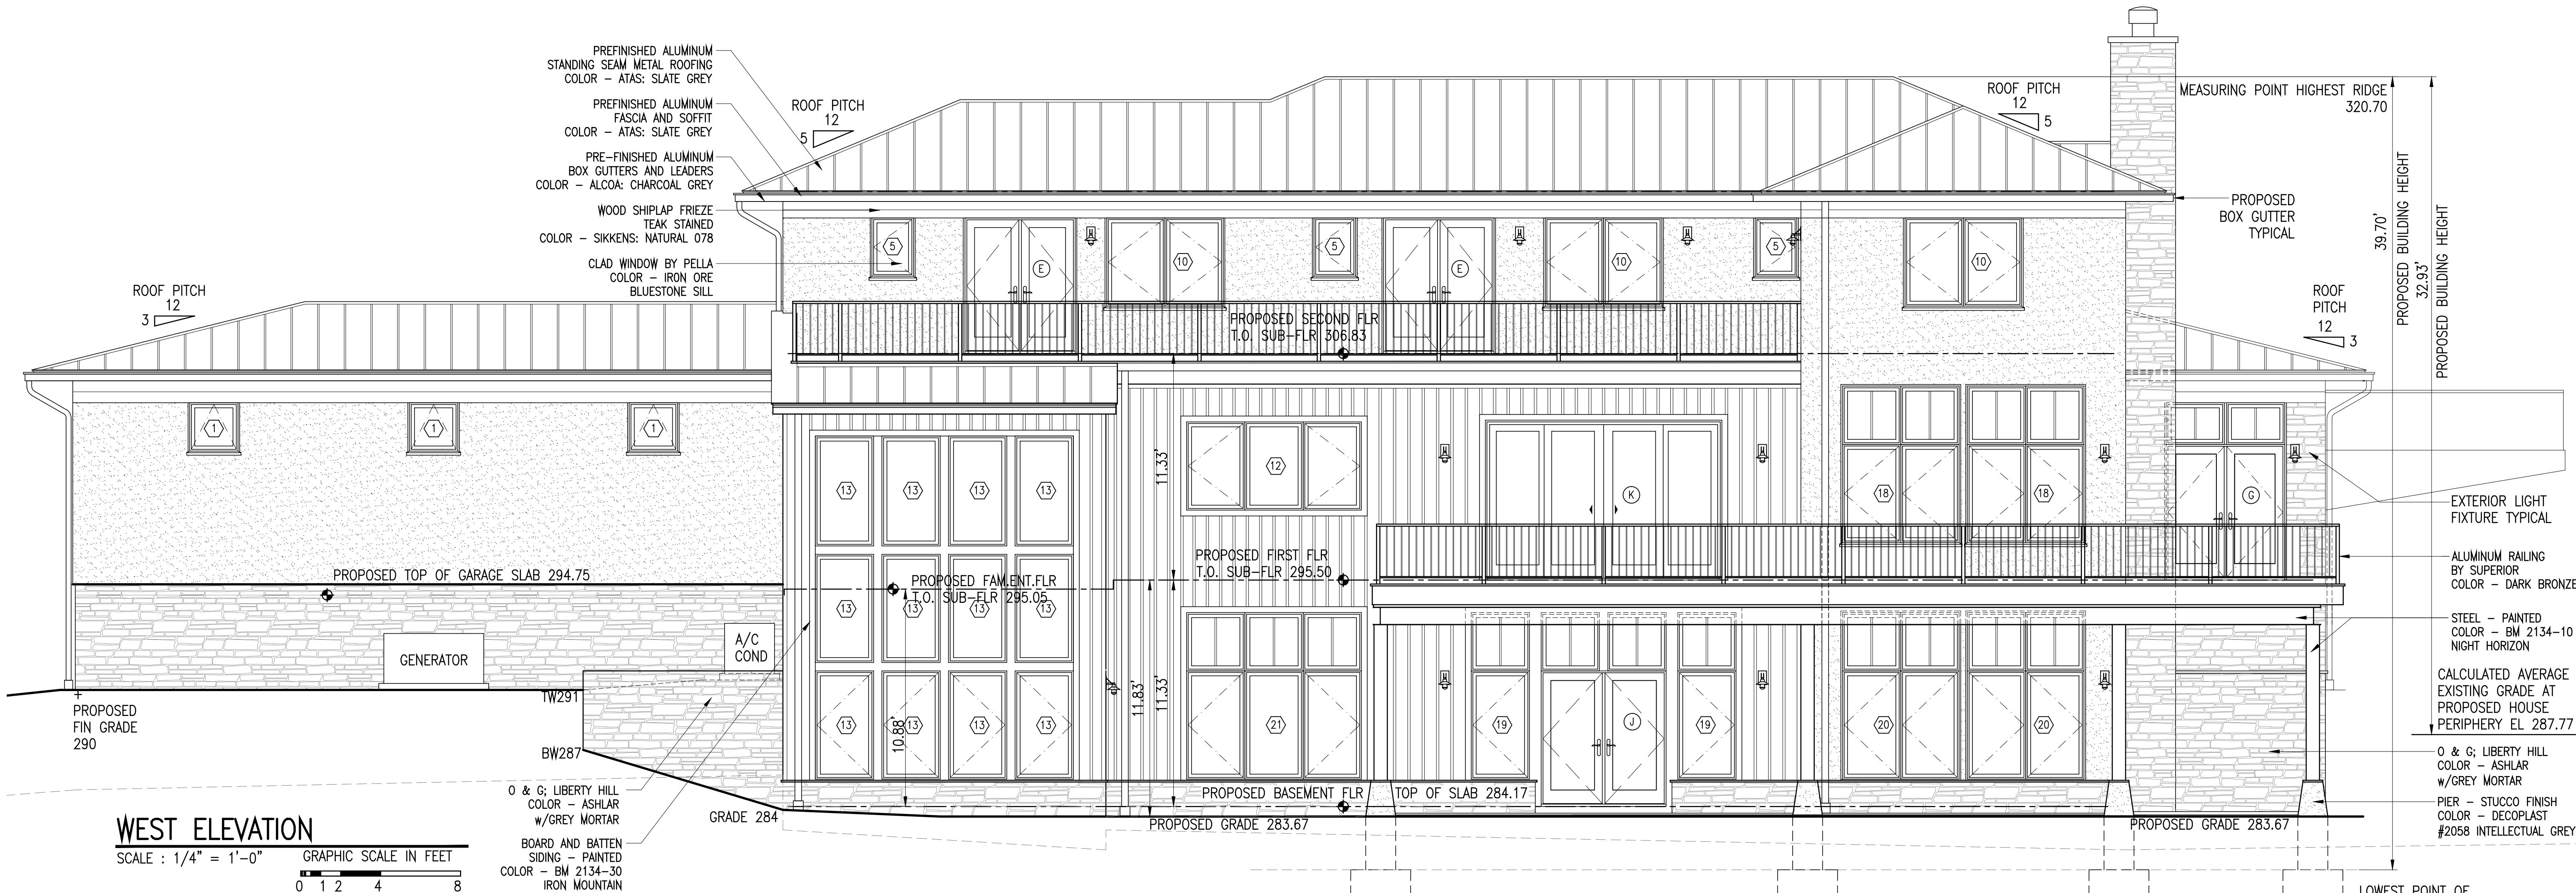 PREFINISHED ALUMINUM
STANDING SEAM METAL ROOFING
COLOR – ATAS: SLATE GREY
PREFINISHED ALUMINUM
FASCIA AND SOFFIT
COLOR – ATAS: SLATE GREY
PRE-FINISHED ALUMINUM
BOX GUTTERS AND LEADERS
COLOR – ALCOA: CHARCOAL GREY
WOOD SHIPLAP FRIEZE
TEAK STAINED
COLOR – SIKKENS: NATURAL 078
CLAD WINDOW BY PELLA
COLOR – IRON ORE
BLUESTONE SILL
ROOF PITCH
12
5
ROOF PITCH
12
3
ROOF PITCH
12
5
MEASURING POINT HIGHEST RIDGE
320.70
39.70'
PROPOSED BUILDING HEIGHT
32.93'
PROPOSED BUILDING HEIGHT
PROPOSED
BOX GUTTER
TYPICAL
ROOF
PITCH
12
3
5
E
10
5
E
10
5
10
PROPOSED SECOND FLR
T.O. SUB-FLR 306.83
1
1
1
13
13
13
13
12
K
18
18
G
11.33'
EXTERIOR LIGHT
FIXTURE TYPICAL
PROPOSED FIRST FLR
T.O. SUB-FLR 295.50
PROPOSED TOP OF GARAGE SLAB 294.75
PROPOSED FAM.ENT.FLR
T.O. SUB-FLR 295.05
ALUMINUM RAILING
BY SUPERIOR
COLOR – DARK BRONZE
13
13
13
13
STEEL – PAINTED
COLOR – BM 2134-10
NIGHT HORIZON
GENERATOR
A/C
COND
CALCULATED AVERAGE
EXISTING GRADE AT
PROPOSED HOUSE
PERIPHERY EL 287.77
TW291
PROPOSED
FIN GRADE
290
BW287
13
13
13
13
10.88'
11.83'
11.33'
21
19
J
19
20
20
O & G; LIBERTY HILL
COLOR – ASHLAR
w/GREY MORTAR
O & G; LIBERTY HILL
COLOR – ASHLAR
w/GREY MORTAR
PROPOSED BASEMENT FLR TOP OF SLAB 284.17
GRADE 284
PROPOSED GRADE 283.67
PROPOSED GRADE 283.67
PIER – STUCCO FINISH
COLOR – DECOPLAST
#2058 INTELLECTUAL GREY
BOARD AND BATTEN
SIDING – PAINTED
COLOR – BM 2134-30
IRON MOUNTAIN
WEST ELEVATION
SCALE : 1/4" = 1'-0"
GRAPHIC SCALE IN FEET
0 1 2 4 8
LOWEST POINT OF